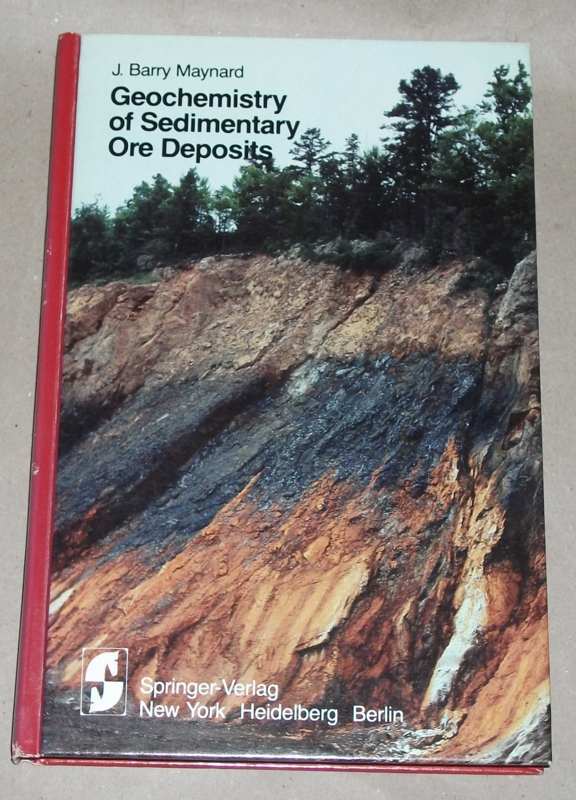 J. Barry Maynard
Geochemistry
of Sedimentary
Ore Deposits
Springer-Verlag
New York Heidelberg Berlin